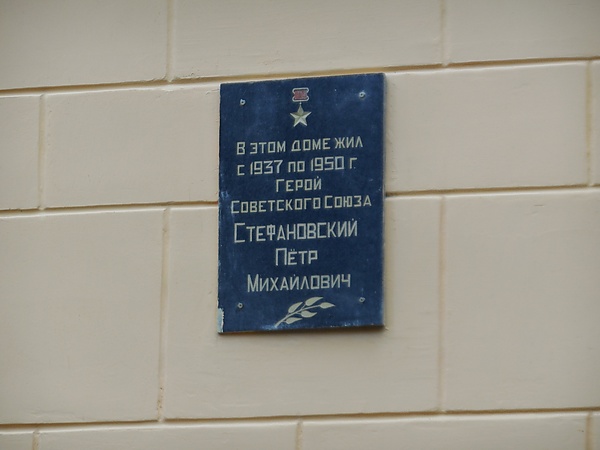 В этом доме жил
с 1937 по 1950 г
Герой
Советского Союза
Стефановский
Пётр
Михайлович